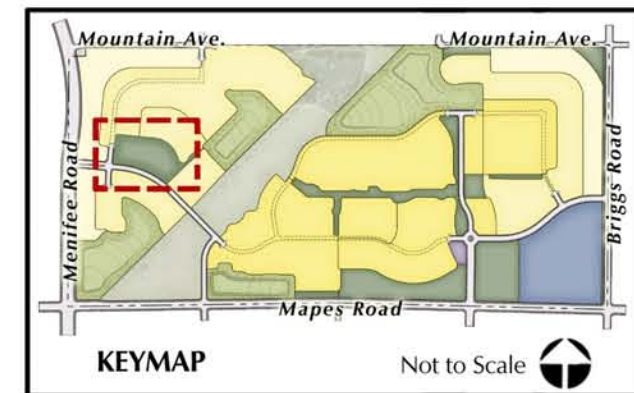 Mountain Ave.
Mountain Ave.
Menifee Road
Briggs Road
Mapes Road
KEYMAP
Not to Scale